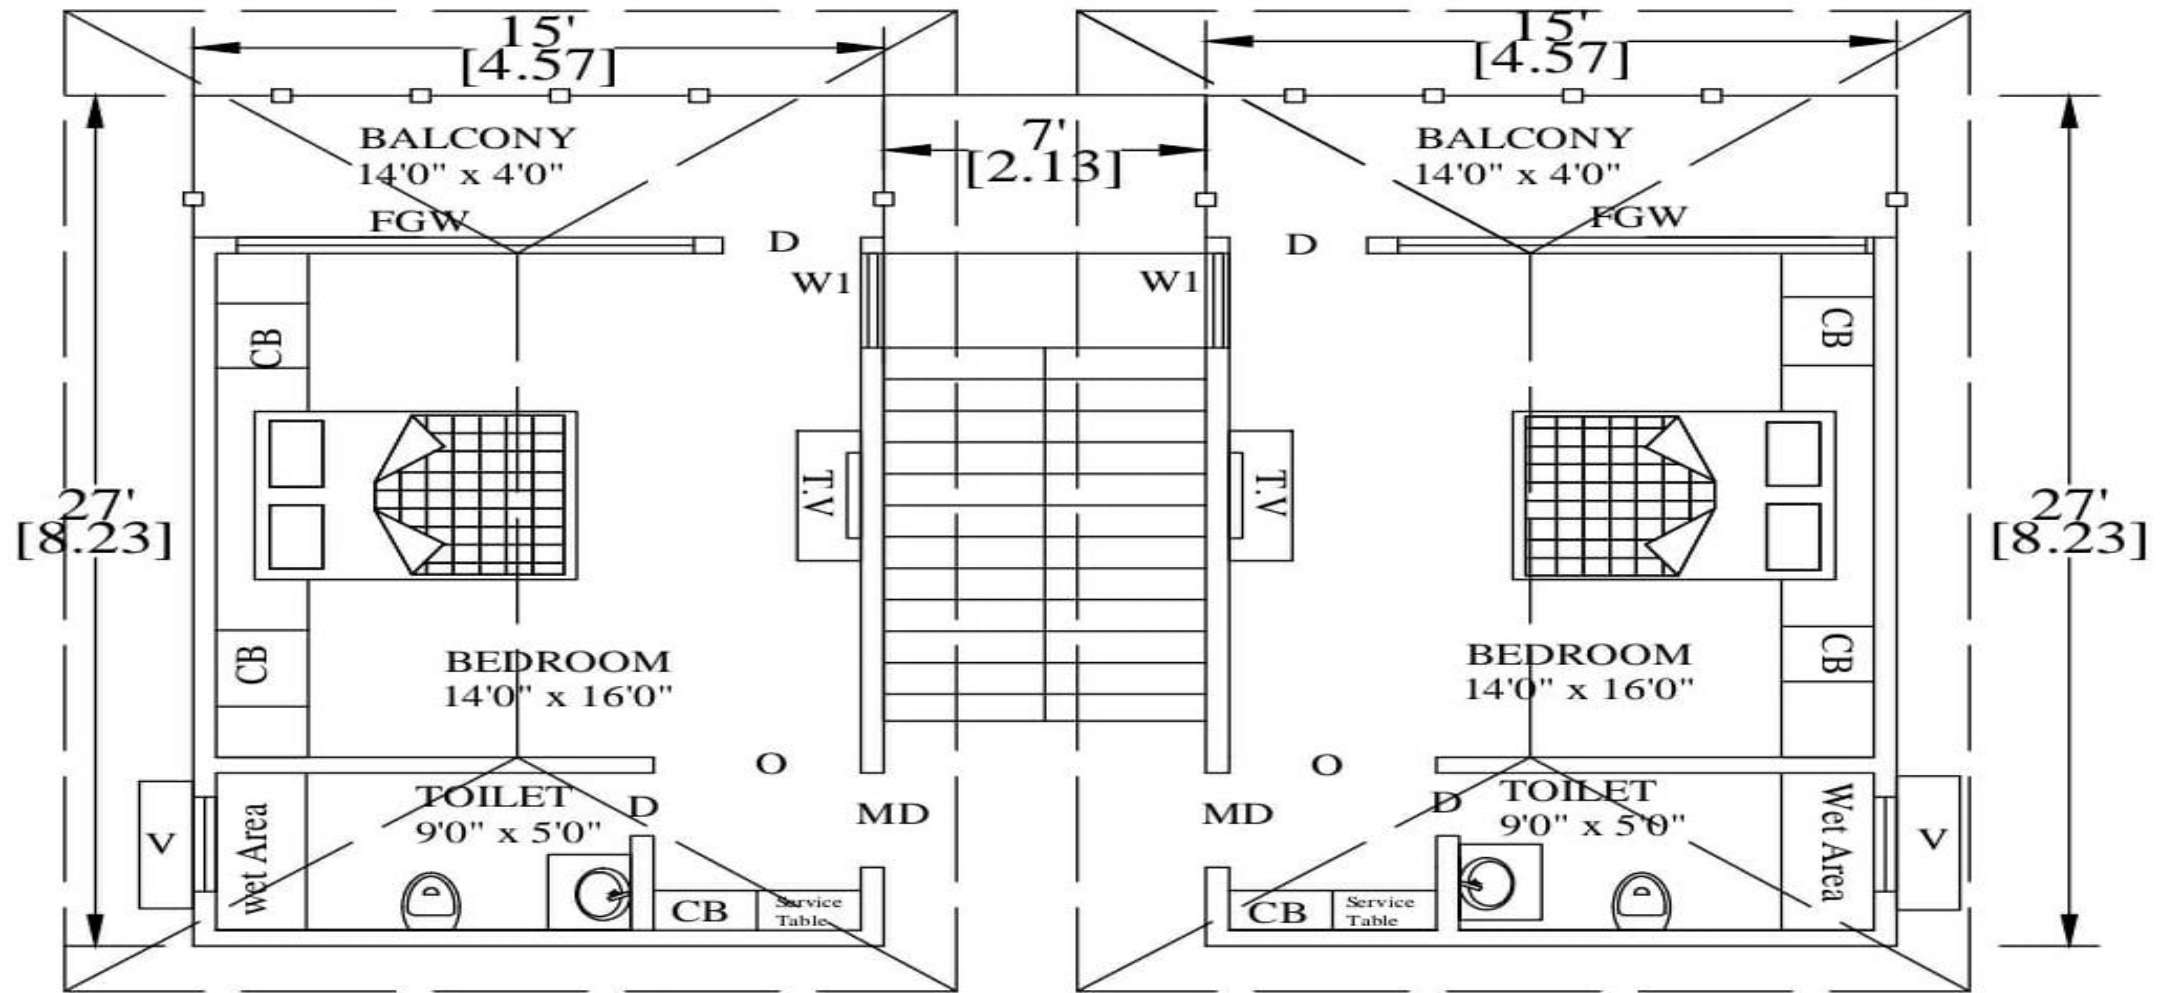 15'
[4.57]
15'
[4.57]
7'
[2.13]
BALCONY
14'0" x 4'0"
FGW
BALCONY
14'0" x 4'0"
FGW
D
D
W1
W1
CB
CB
T.V
T.V
27'
[8.23]
27'
[8.23]
CB
CB
BEDROOM
14'0" x 16'0"
BEDROOM
14'0" x 16'0"
O
O
TOILET
9'0" x 5'0"
D
MD
MD
D
TOILET
9'0" x 5'0"
V
Wet Area
Wet Area
V
CB
Service
Table
CB
Service
Table